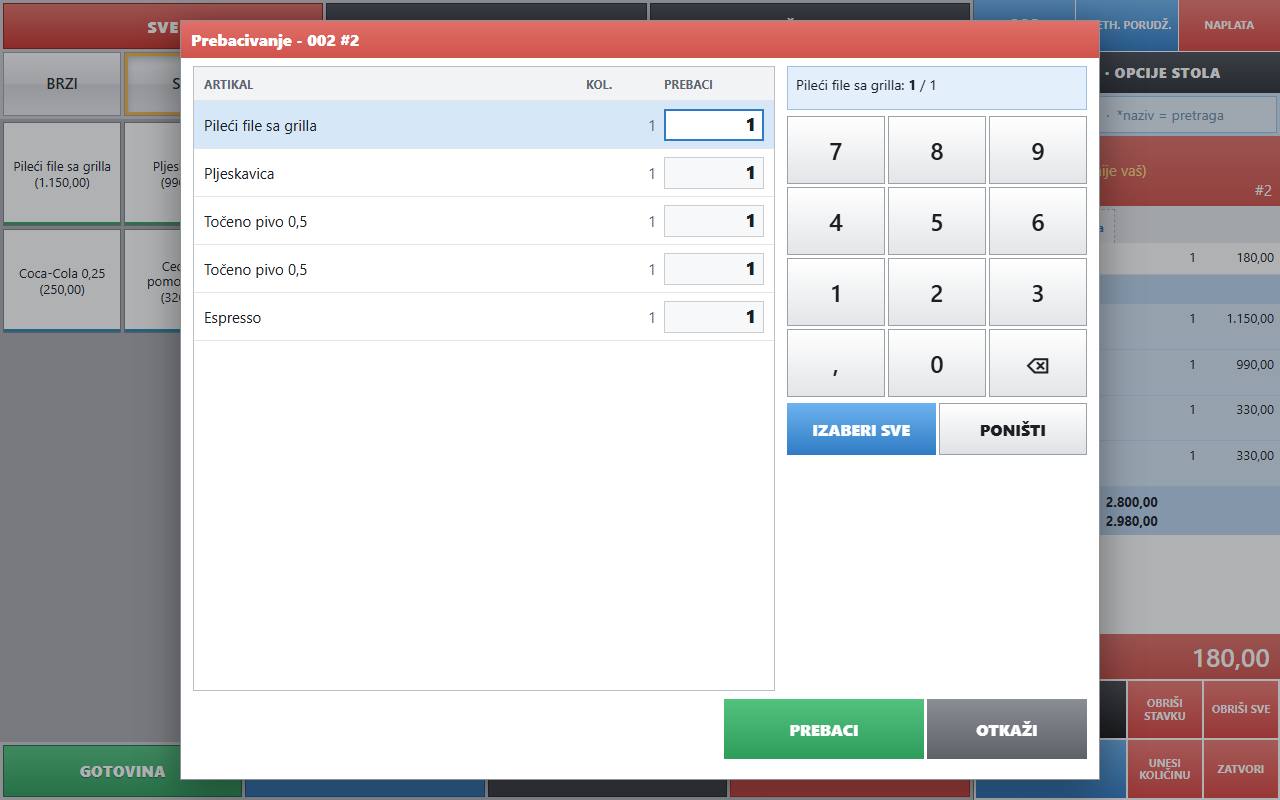 SVE
ETH. PORUDŽ.
NAPLATA
Prebacivanje - 002 #2
BRZI
· OPCIJE STOLA
· *naziv = pretraga
ARTIKAL KOL. PREBACI
Pileći file sa grilla: 1 / 1
Pileći file sa grilla 1 1
Pljeskavica 1 1
Točeno pivo 0,5 1 1
Točeno pivo 0,5 1 1
Espresso 1 1
7 8 9
4 5 6
1 2 3
, 0
IZABERI SVE PONIŠTI
PREBACI OTKAŽI
Pileći file sa grilla
(1.150,00)
Coca-Cola 0,25
(250,00)
vaš)
#2
1 180,00
1 1.150,00
1 990,00
1 330,00
1 330,00
2.800,00
2.980,00
180,00
OBRIŠI
STAVKU
OBRIŠI SVE
UNESI
KOLIČINU
ZATVORI
GOTOVINA